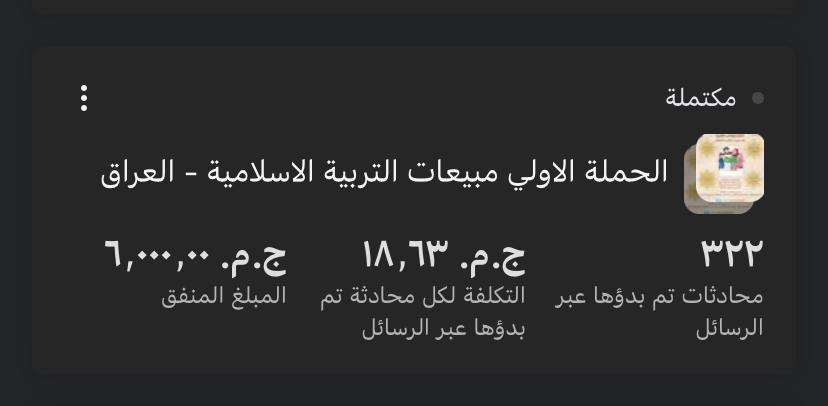 مكتملة
الحملة الاولي مبيعات التربية الاسلامية - العراق
٣٢٢
محادثات تم بدؤها عبر
الرسائل
ج.م. ١٨,٦٣
التكلفة لكل محادثة تم
بدؤها عبر الرسائل
ج.م. ٦,٠٠٠,٠٠
المبلغ المنفق